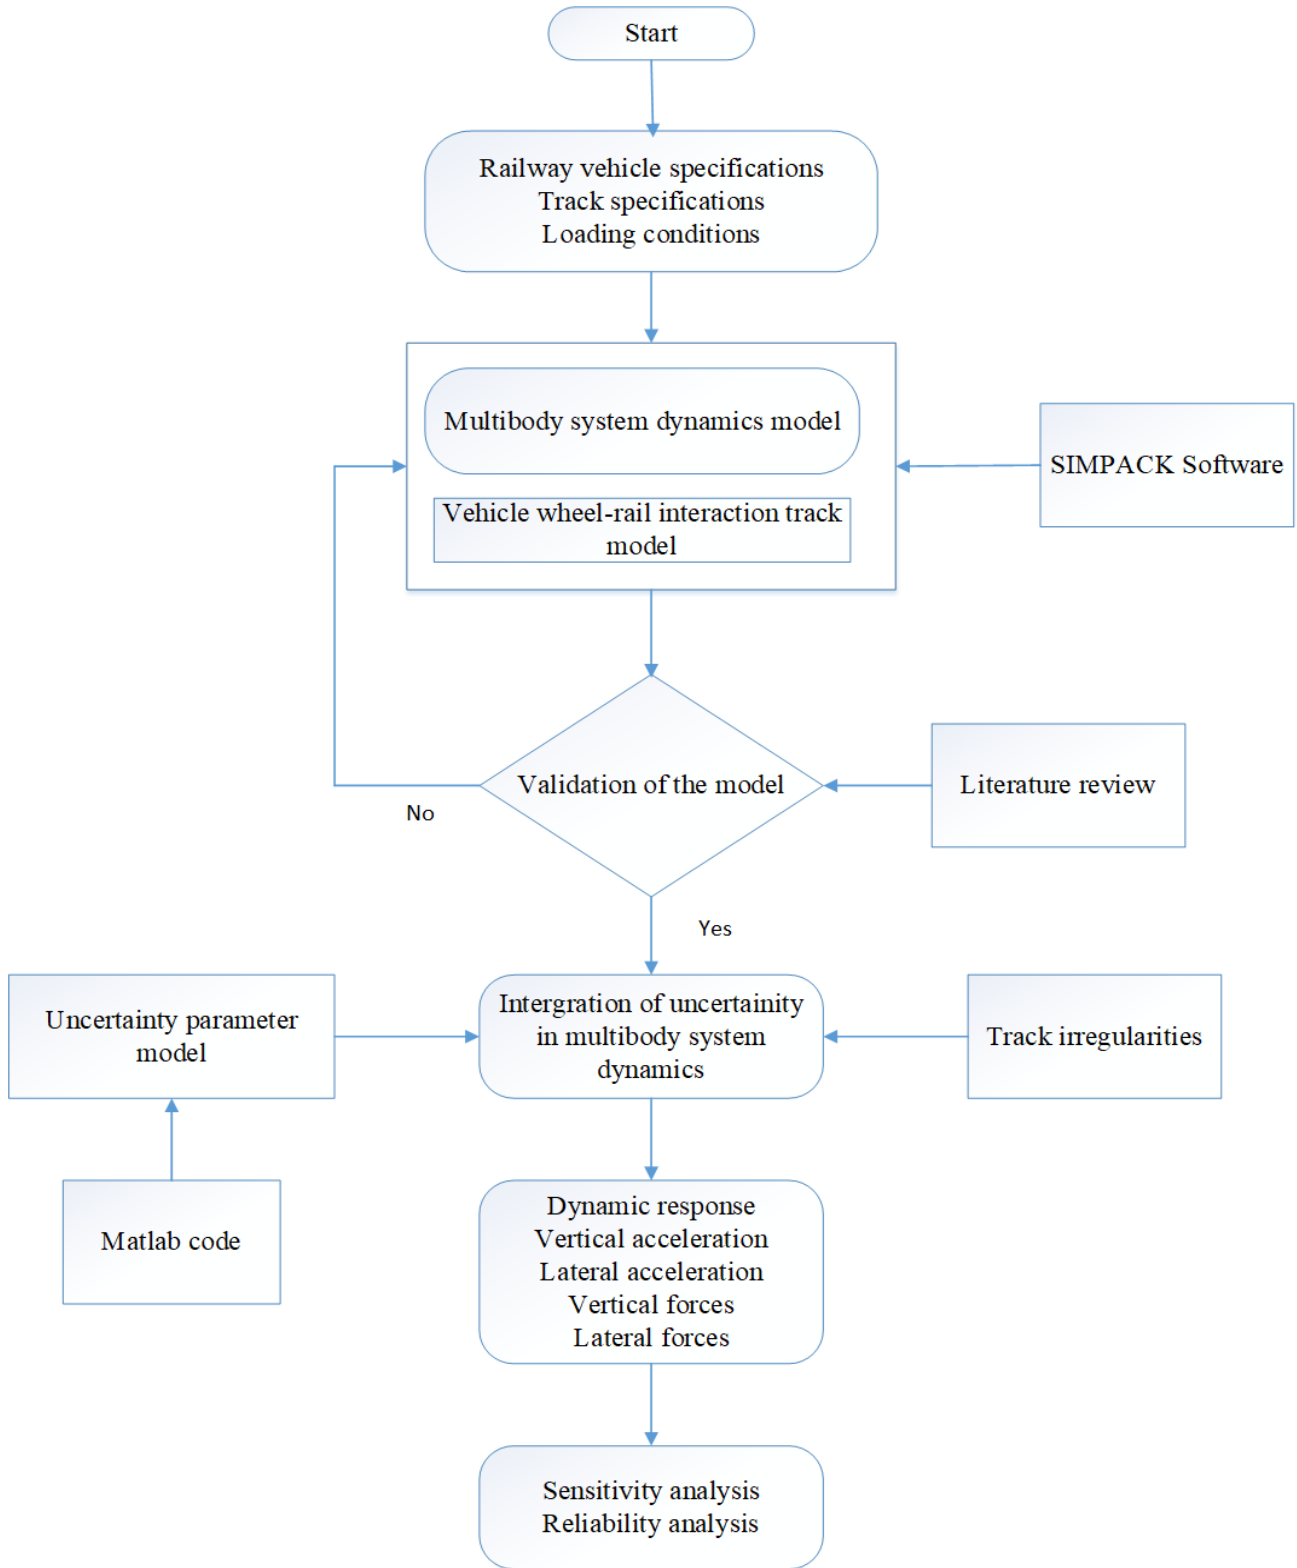 Start
Railway vehicle specifications
Track specifications
Loading conditions
Multibody system dynamics model
SIMPACK Software
Vehicle wheel-rail interaction track
model
Validation of the model
Literature review
No
Yes
Uncertainty parameter
model
Intergration of uncertainity
in multibody system
dynamics
Track irregularities
Matlab code
Dynamic response
Vertical acceleration
Lateral acceleration
Vertical forces
Lateral forces
Sensitivity analysis
Reliability analysis